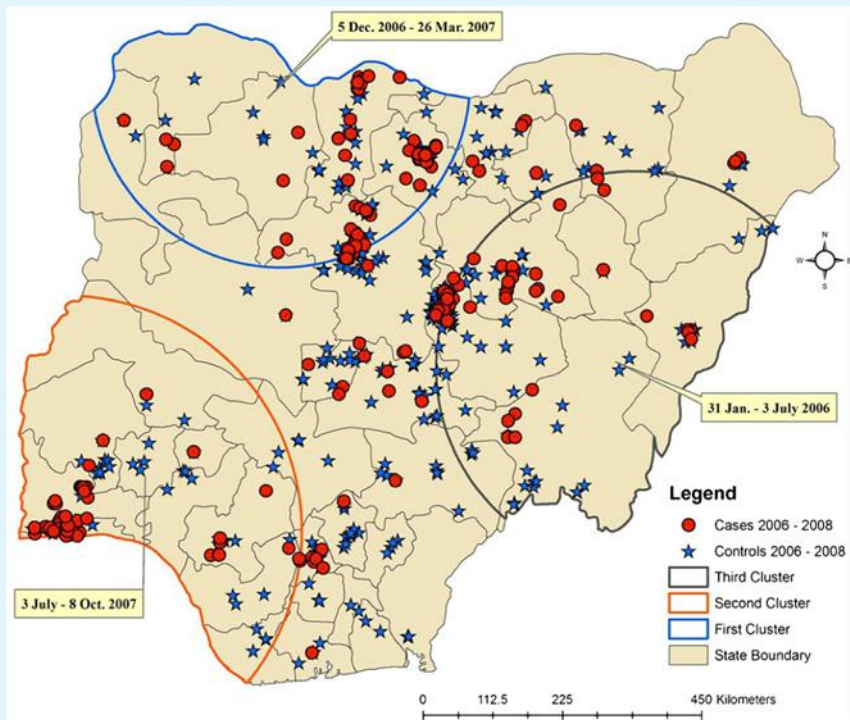 5 Dec. 2006 - 26 Mar. 2007
N
W E
S
31 Jan. - 3 July 2006
3 July - 8 Oct. 2007
Legend
Cases 2006 - 2008
Controls 2006 - 2008
Third Cluster
Second Cluster
First Cluster
State Boundary
0 112.5 225 450 Kilometers